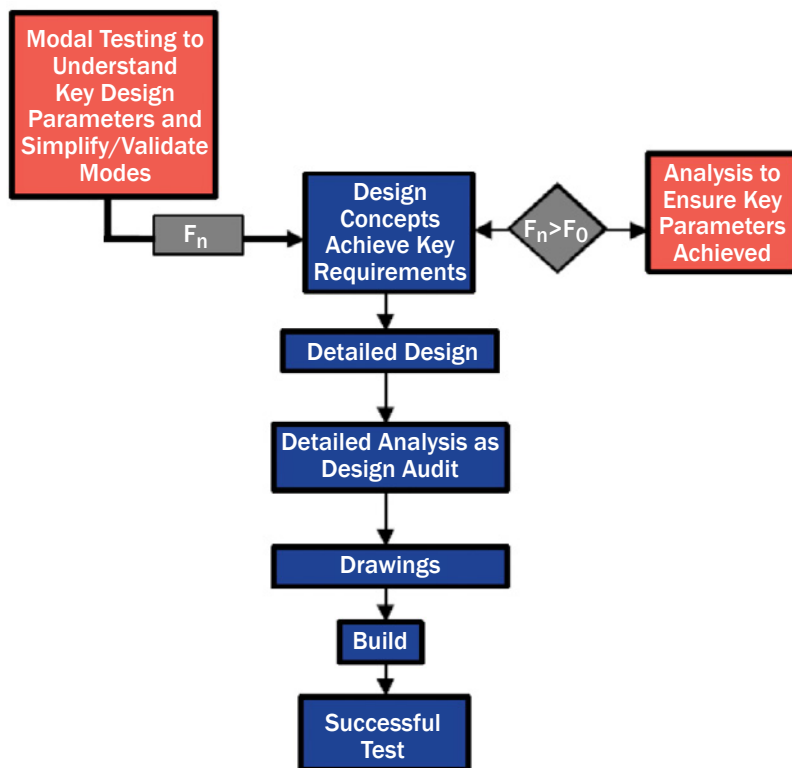 Modal Testing to
Understand
Key Design
Parameters and
Simplify/Validate
Modes
Fn
Design
Concepts
Achieve Key
Requirements
Fn>F0
Analysis to
Ensure Key
Parameters
Achieved
Detailed Design
Detailed Analysis as
Design Audit
Drawings
Build
Successful
Test